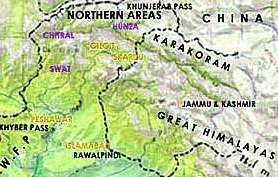 KHUNJERAB PASS
NORTHERN AREAS
CHINA
HUNZA
CHITRAL
GILGIT
KARAKORAM
SKARDU
SWAT
JAMMU & KASHMIR
PESHAWAR
GREAT HIMALAYAS
KHYBER PASS
ISLAMABAD
RAWALPINDI